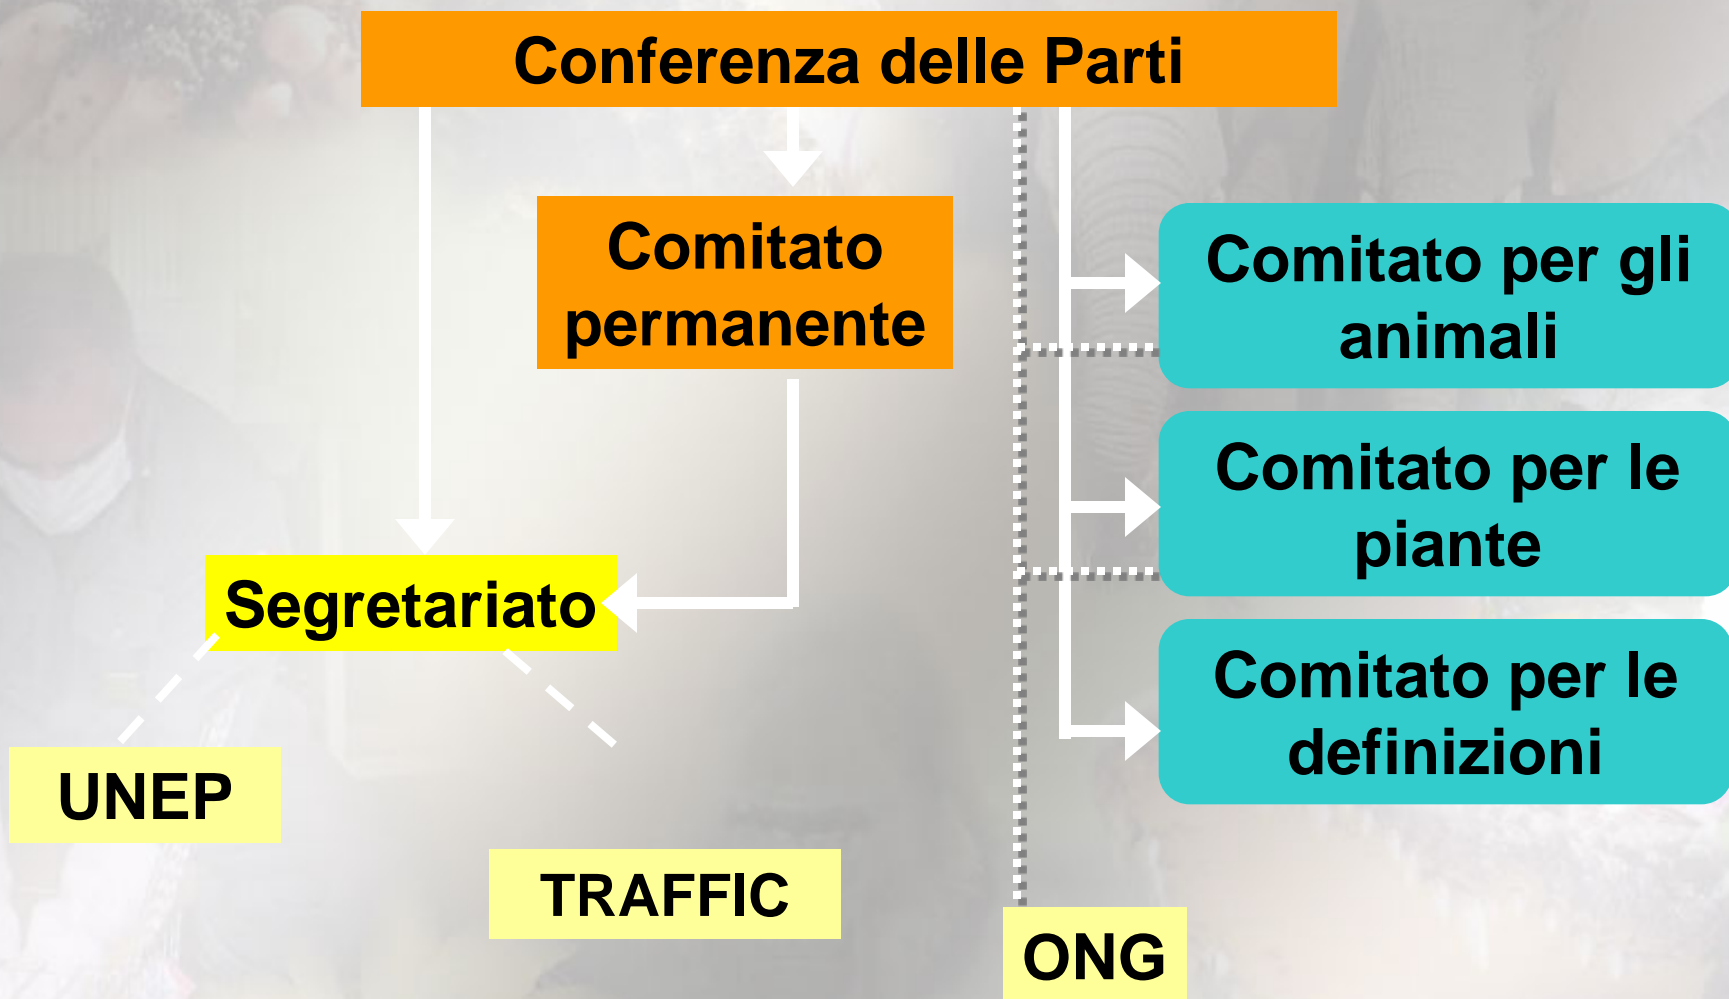 Conferenza delle Parti
Comitato
permanente
Comitato per gli
animali
Comitato per le
piante
Segretariato
Comitato per le
definizioni
UNEP
TRAFFIC
ONG